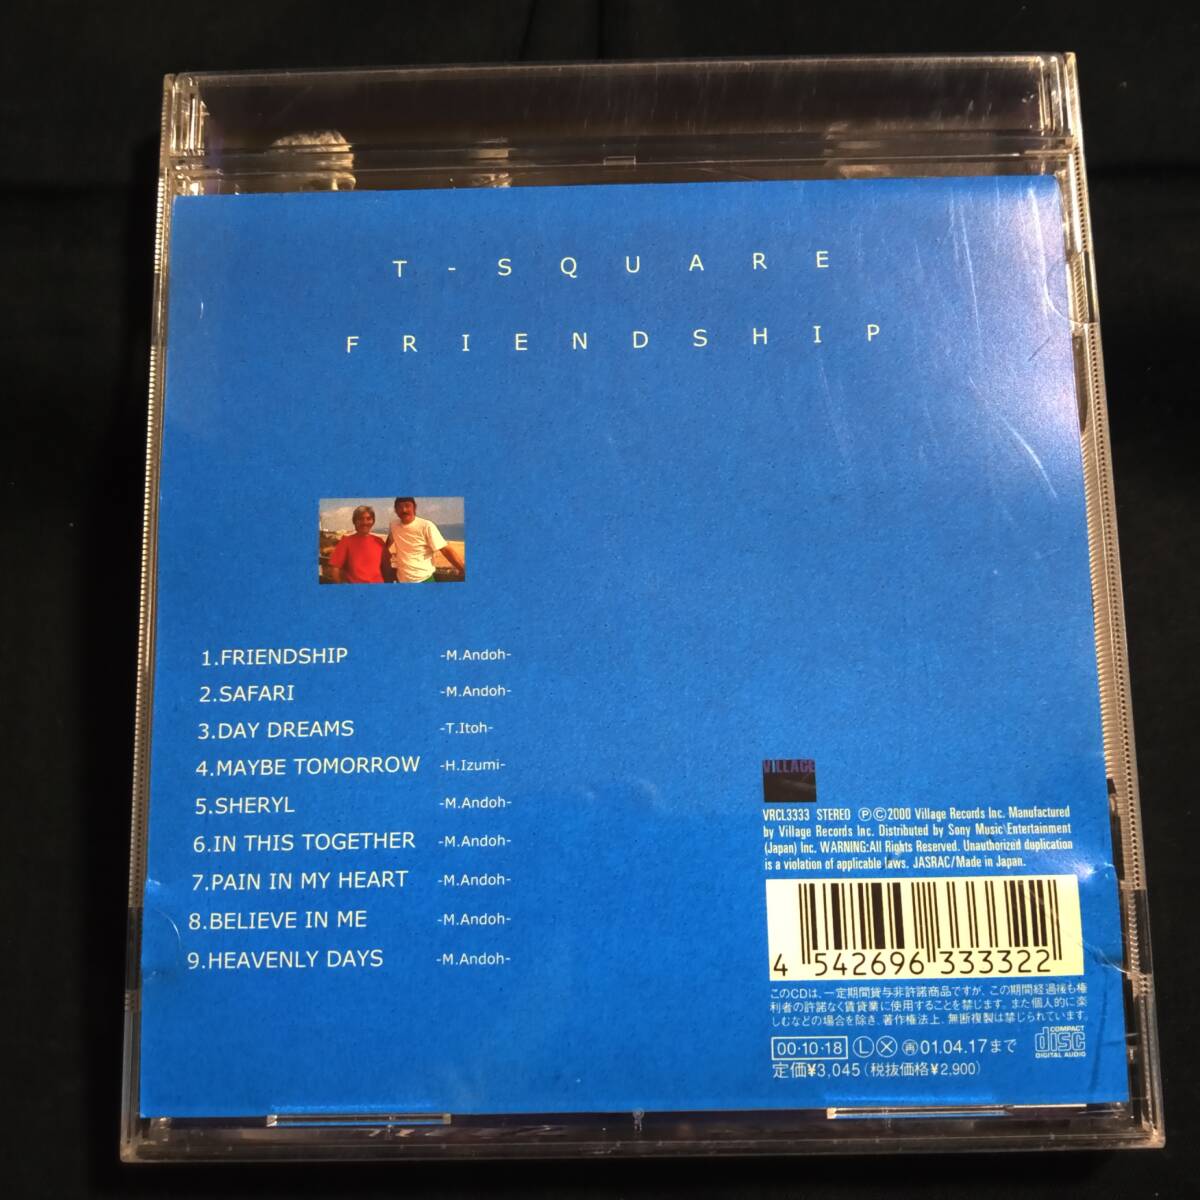 T-SQUARE
FRIENDSHIP
1.FRIENDSHIP -M.Andoh-
2.SAFARI -M.Andoh-
3.DAY DREAMS -T.Itoh-
4.MAYBE TOMORROW -H.Izumi-
5.SHERYL -M.Andoh-
6.IN THIS TOGETHER -M.Andoh-
7.PAIN IN MY HEART -M.Andoh-
8.BELIEVE IN ME -M.Andoh-
9.HEAVENLY DAYS -M.Andoh-
VILLAGE
VRCL3333 STEREO Ⓟ©2000 Village Records Inc. Manufactured
by Village Records Inc. Distributed by Sony Music Entertainment
(Japan) Inc. WARNING:All Rights Reserved. Unauthorized duplication
is a violation of applicable laws. JASRAC/Made in Japan.
4 542696 333322
このCDは、一定期間貸与非許諾商品ですが、この期間経過後も権
利者の許諾なく賃貸業に使用することを禁じます。また個人的に楽
しむなどの場合を除き、著作権法上、無断複製は禁じられています。
00・10・18 Ⓛ Ⓧ ㊢01.04.17まで
COMPACT
disc
DIGITAL AUDIO
定価¥3,045(税抜価格¥2,900)